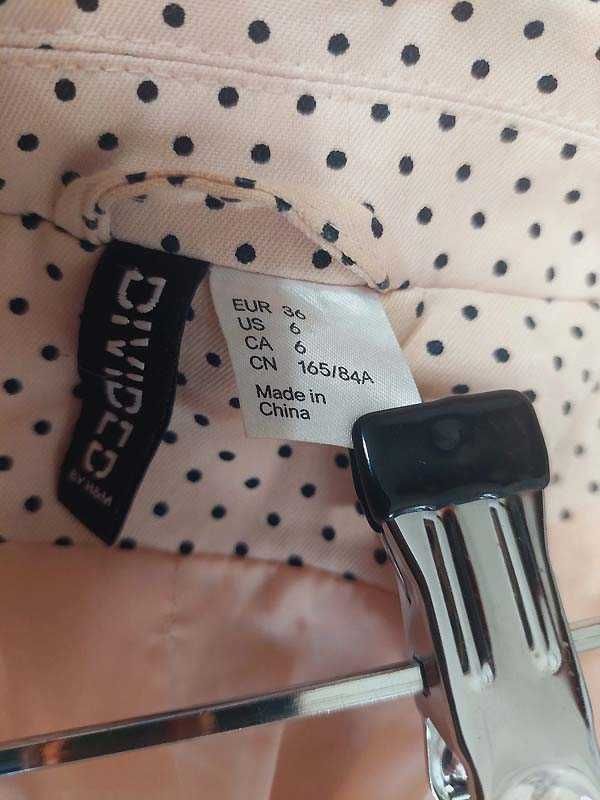 DIVIDED
BY H&M
EUR 36
US 6
CA 6
CN 165/84A
Made in
China